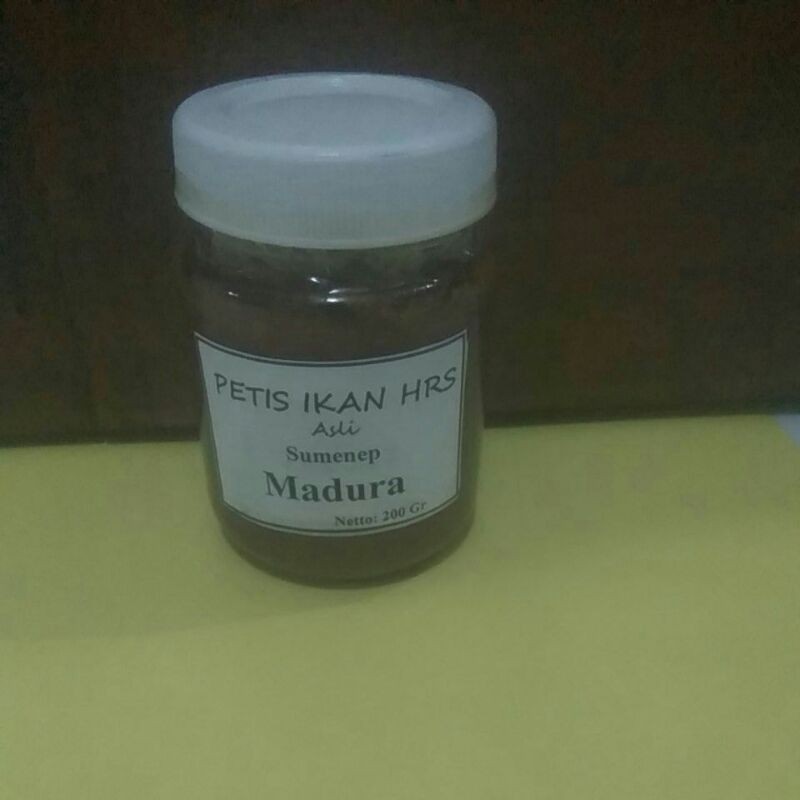 PETIS IKAN HRS
Asli
Sumenep
Madura
Netto: 200 Gr